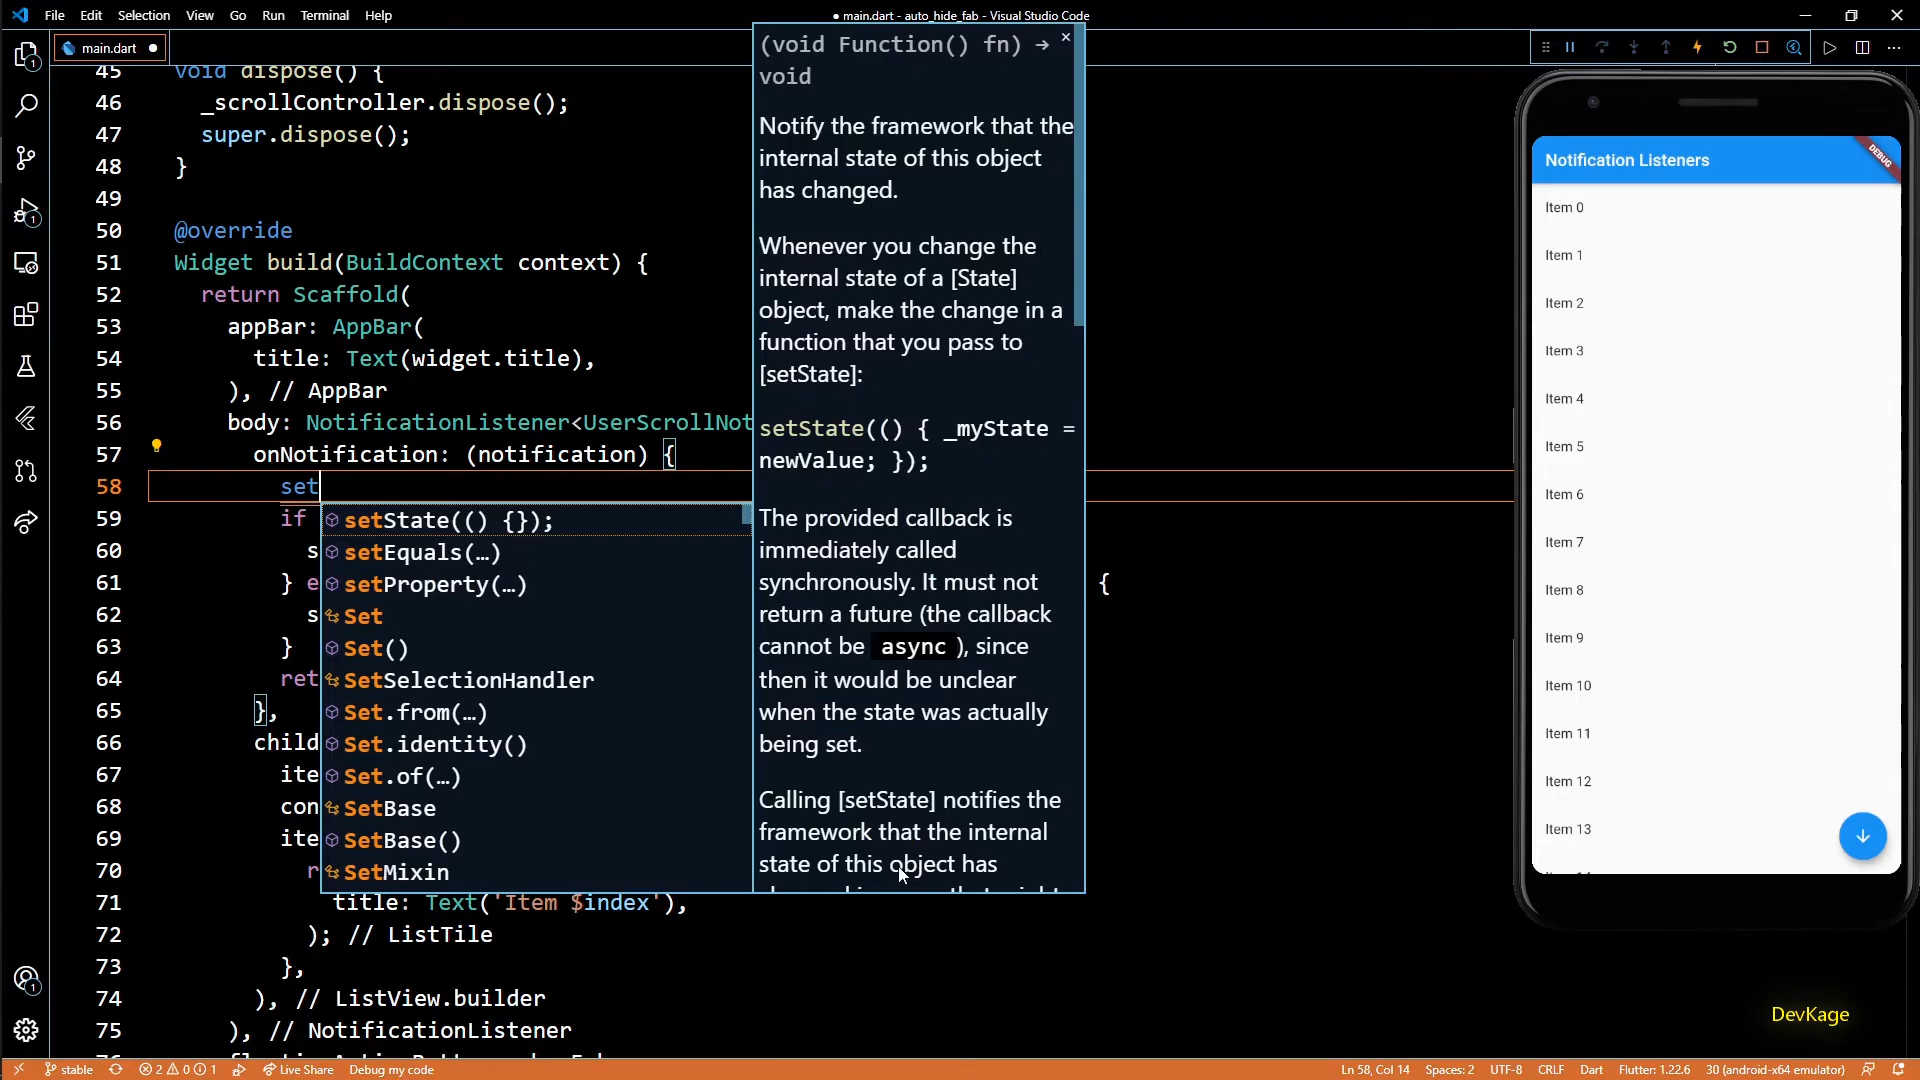 File Edit Selection View Go Run Terminal Help
● main.dart - auto_hide_fab - Visual Studio Code
main.dart ●
45 void dispose() {
46 _scrollController.dispose();
47 super.dispose();
48 }
49
50 @override
51 Widget build(BuildContext context) {
52 return Scaffold(
53 appBar: AppBar(
54 title: Text(widget.title),
55 ), // AppBar
56 body: NotificationListener<UserScrollNot
57 onNotification: (notification) {
58 set
59 if
60 s
61 } e {
62 s
63 }
64 ret
65 },
66 child
67 ite
68 con
69 ite
70 r
71 title: Text('Item $index'),
72 ); // ListTile
73 },
74 ), // ListView.builder
75 ), // NotificationListener
setState(() {});
setEquals(…)
setProperty(…)
Set
Set()
SetSelectionHandler
Set.from(…)
Set.identity()
Set.of(…)
SetBase
SetBase()
SetMixin
(void Function() fn) →
void
Notify the framework that the
internal state of this object
has changed.
Whenever you change the
internal state of a [State]
object, make the change in a
function that you pass to
[setState]:
setState(() { _myState =
newValue; });
The provided callback is
immediately called
synchronously. It must not
return a future (the callback
cannot be async ), since
then it would be unclear
when the state was actually
being set.
Calling [setState] notifies the
framework that the internal
state of this object has
Notification Listeners
DEBUG
Item 0
Item 1
Item 2
Item 3
Item 4
Item 5
Item 6
Item 7
Item 8
Item 9
Item 10
Item 11
Item 12
Item 13
DevKage
stable 2 0 1 Live Share Debug my code
Ln 58, Col 14 Spaces: 2 UTF-8 CRLF Dart Flutter: 1.22.6 30 (android-x64 emulator)